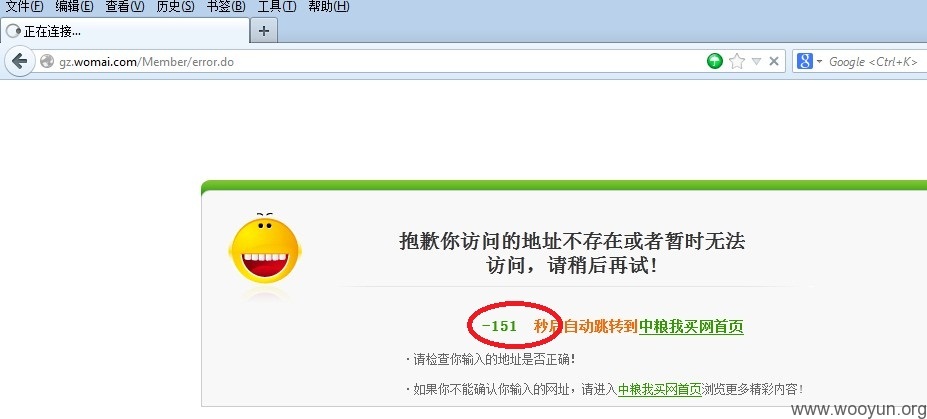 文件(F) 编辑(E) 查看(V) 历史(S) 书签(B) 工具(T) 帮助(H)
正在连接... +
gz.womai.com/Member/error.do 8 Google <Ctrl+K>
抱歉你访问的地址不存在或者暂时无法
访问，请稍后再试!
-151 秒后自动跳转到中粮我买网首页
·请检查你输入的地址是否正确!
·如果你不能确认你输入的网址，请进入中粮我买网首页浏览更多精彩内容!
www.wooyun.org